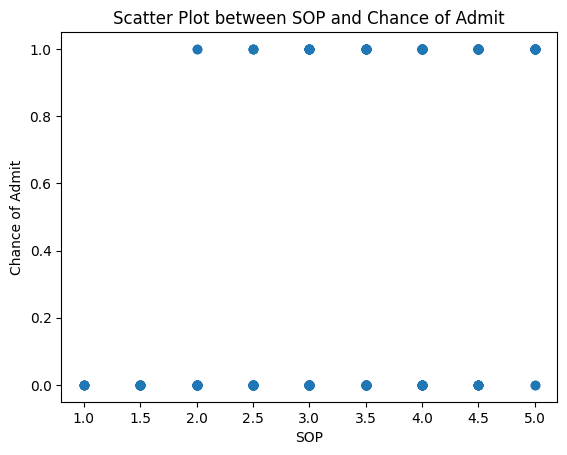 Scatter Plot between SOP and Chance of Admit
1.0
0.8
0.6
0.4
0.2
0.0
Chance of Admit
1.0 1.5 2.0 2.5 3.0 3.5 4.0 4.5 5.0
SOP